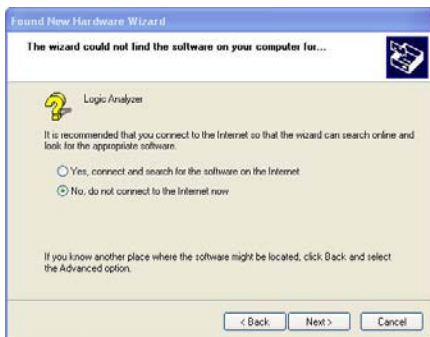 Found New Hardware Wizard
The wizard could not find the software on your computer for...
Logic Analyzer
It is recommended that you connect to the Internet so that the wizard can search online and
look for the appropriate software.
Yes, connect and search for the software on the Internet
No, do not connect to the Internet now
If you know another place where the software might be located, click Back and select
the Advanced option.
< Back
Next >
Cancel